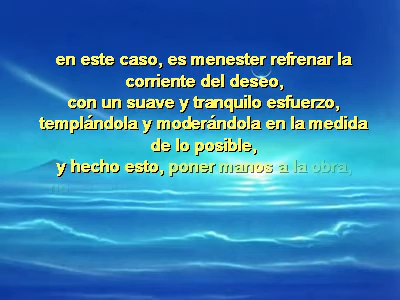 en este caso, es menester refrenar la
corriente del deseo,
con un suave y tranquilo esfuerzo,
templándola y moderándola en la medida
de lo posible,
y hecho esto, poner manos a la obra,